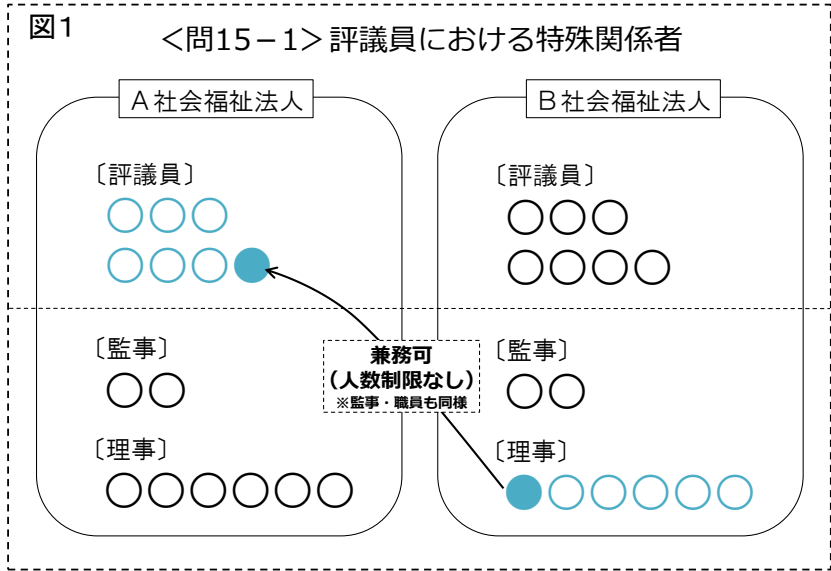 図1
<問15－1>評議員における特殊関係者
A社会福祉法人
B社会福祉法人
〔評議員〕
〔評議員〕
〔監事〕
兼務可
(人数制限なし)
※監事・職員も同様
〔監事〕
〔理事〕
〔理事〕